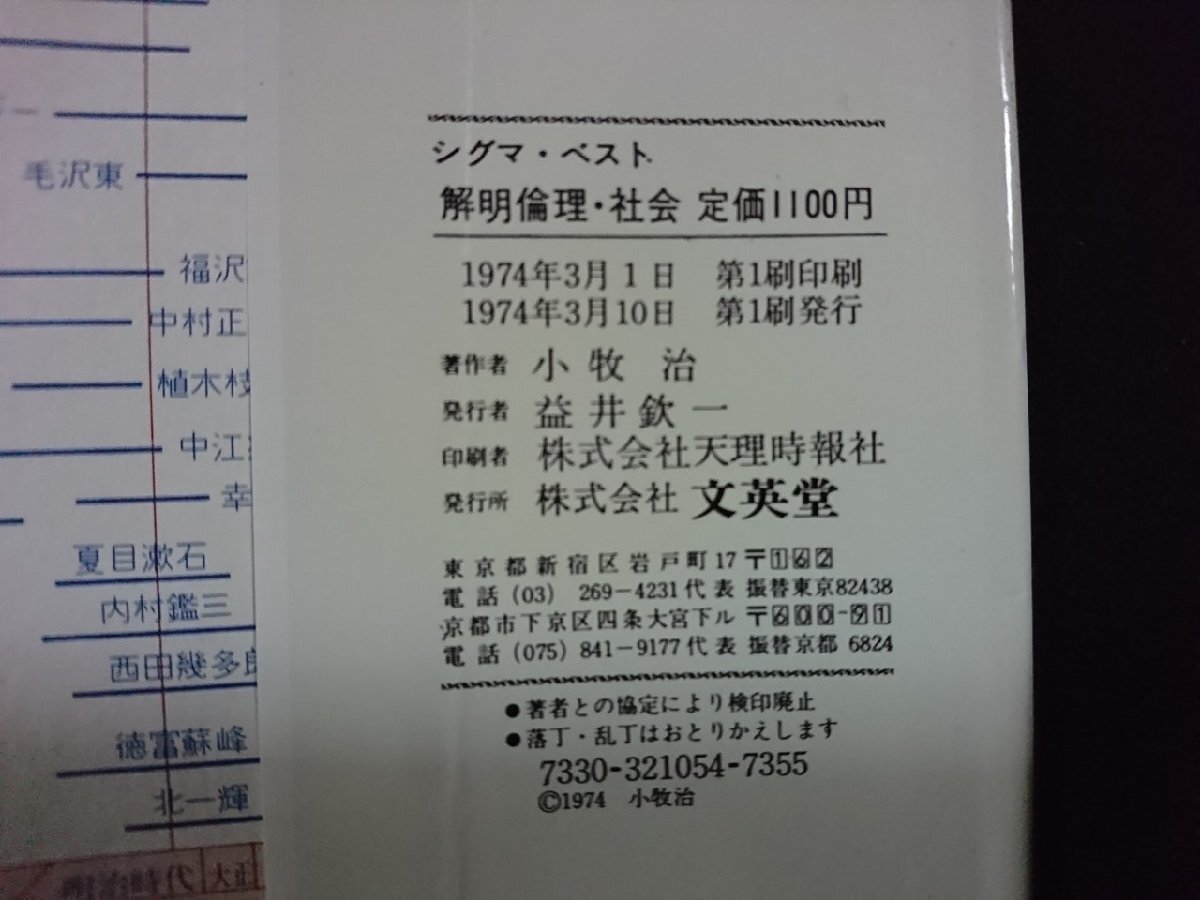 毛沢東
福沢
中村正
植木枝
中江
幸
夏目漱石
内村鑑三
西田幾多郎
徳富蘇峰
北一輝
シグマ・ベスト
解明倫理・社会 定価1100円
1974年3月1日 第1刷印刷
1974年3月10日 第1刷発行
著作者 小牧 治
発行者 益井欽一
印刷者 株式会社天理時報社
発行所 株式会社 文英堂
東京都新宿区岩戸町17 〒162
電話(03) 269-4231代表 振替東京82438
京都市下京区四条大宮下ル 〒600-91
電話(075) 841-9177代表 振替京都 6824
●著者との協定により検印廃止
●落丁・乱丁はおとりかえします
7330-321054-7355
©1974 小牧治